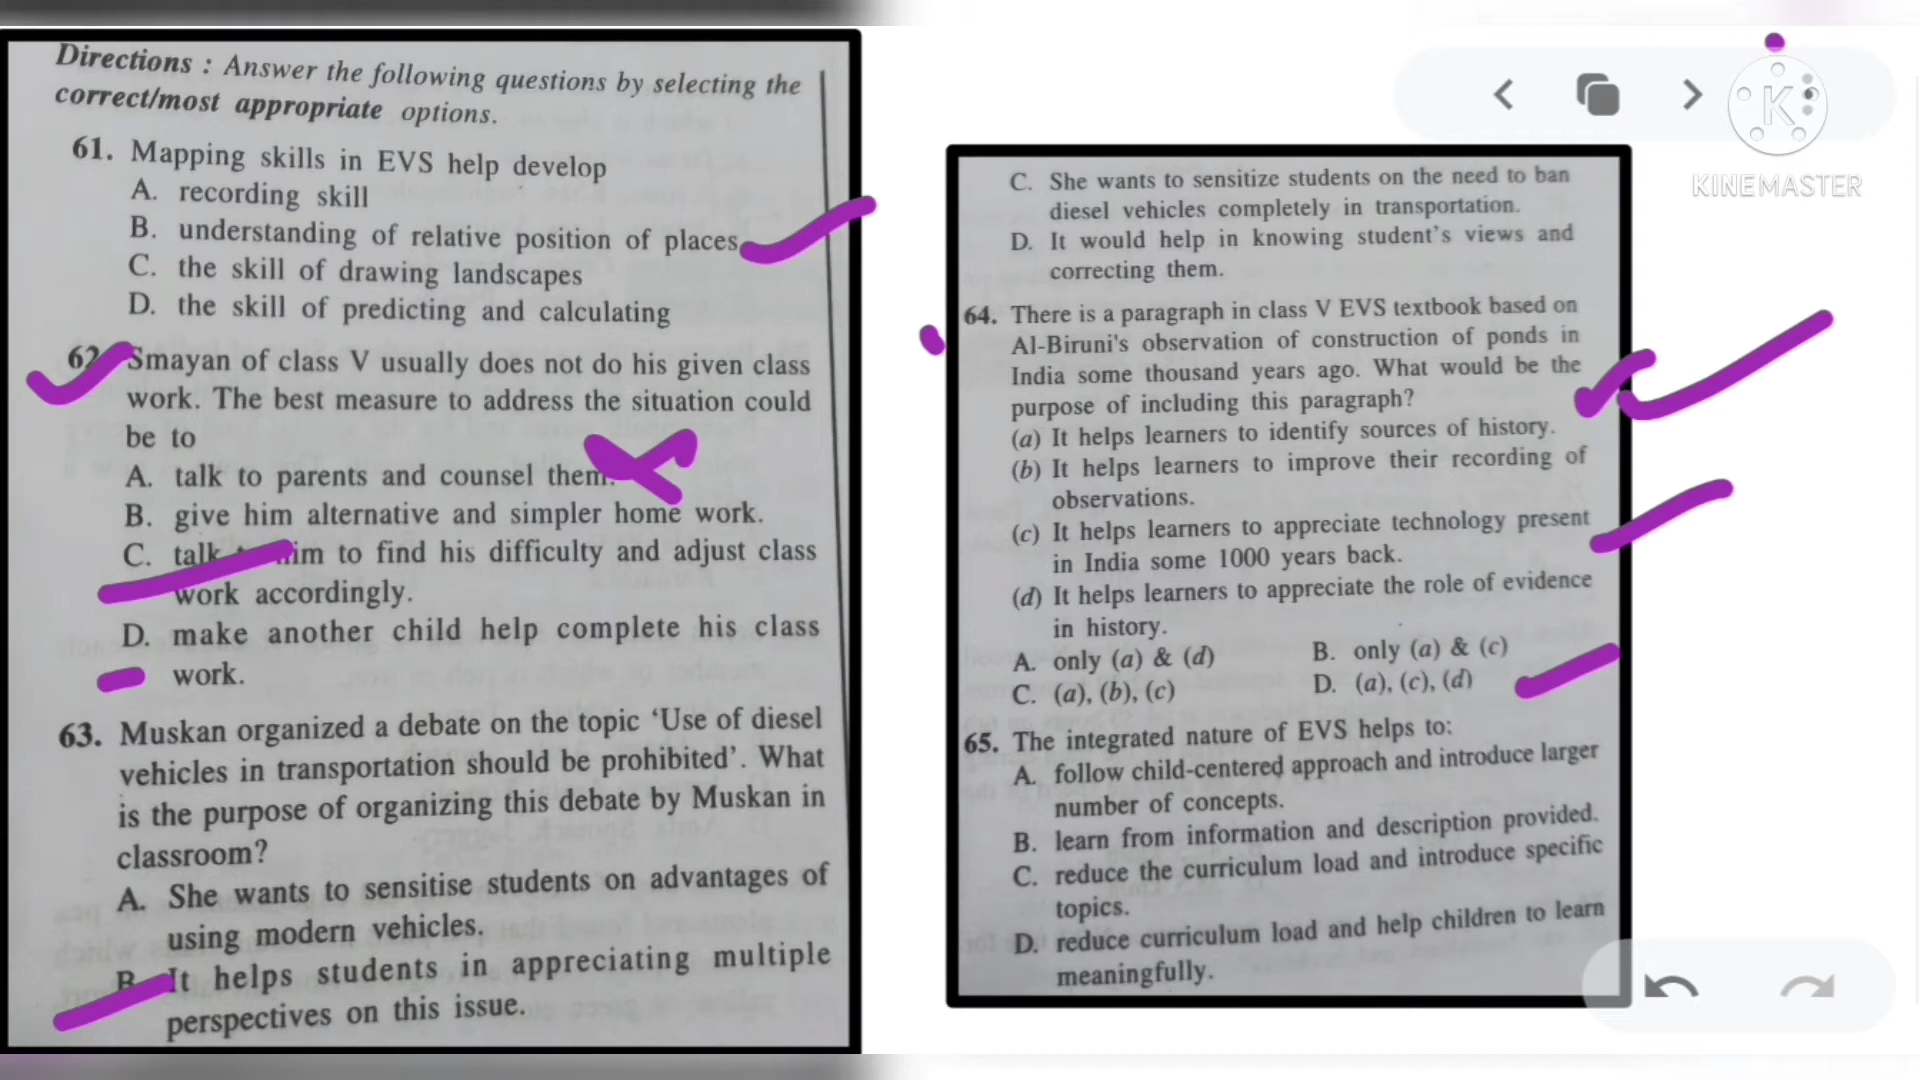 Directions : Answer the following questions by selecting the
correct/most appropriate options.
61. Mapping skills in EVS help develop
A. recording skill
B. understanding of relative position of places
C. the skill of drawing landscapes
D. the skill of predicting and calculating
62. Smayan of class V usually does not do his given class
work. The best measure to address the situation could
be to
A. talk to parents and counsel them.
B. give him alternative and simpler home work.
C. talk him to find his difficulty and adjust class
work accordingly.
D. make another child help complete his class
work.
63. Muskan organized a debate on the topic ‘Use of diesel
vehicles in transportation should be prohibited’. What
is the purpose of organizing this debate by Muskan in
classroom?
A. She wants to sensitise students on advantages of
using modern vehicles.
B. It helps students in appreciating multiple
perspectives on this issue.
C. She wants to sensitize students on the need to ban
diesel vehicles completely in transportation.
D. It would help in knowing student’s views and
correcting them.
64. There is a paragraph in class V EVS textbook based on
Al-Biruni's observation of construction of ponds in
India some thousand years ago. What would be the
purpose of including this paragraph?
(a) It helps learners to identify sources of history.
(b) It helps learners to improve their recording of
observations.
(c) It helps learners to appreciate technology present
in India some 1000 years back.
(d) It helps learners to appreciate the role of evidence
in history.
A. only (a) & (d) B. only (a) & (c)
C. (a), (b), (c) D. (a), (c), (d)
65. The integrated nature of EVS helps to:
A. follow child-centered approach and introduce larger
number of concepts.
B. learn from information and description provided.
C. reduce the curriculum load and introduce specific
topics.
D. reduce curriculum load and help children to learn
meaningfully.
K
KINEMASTER